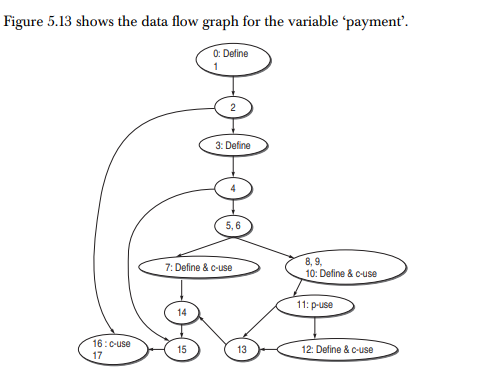 Figure 5.13 shows the data flow graph for the variable ‘payment’.
0: Define
1
2
3: Define
4
5, 6
7: Define & c-use
8, 9,
10: Define & c-use
11: p-use
14
16 : c-use
17
15
13
12: Define & c-use